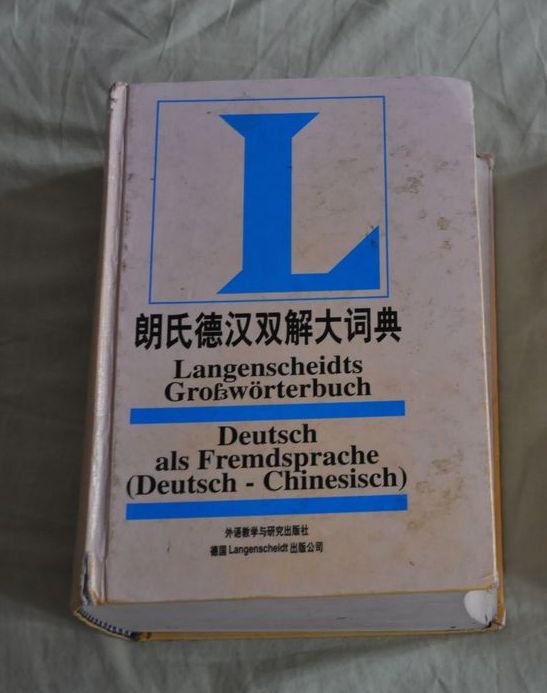 L
朗氏德汉双解大词典
Langenscheidts
Großwörterbuch
Deutsch
als Fremdsprache
(Deutsch - Chinesisch)
外语教学与研究出版社
德国 Langenscheidt 出版公司